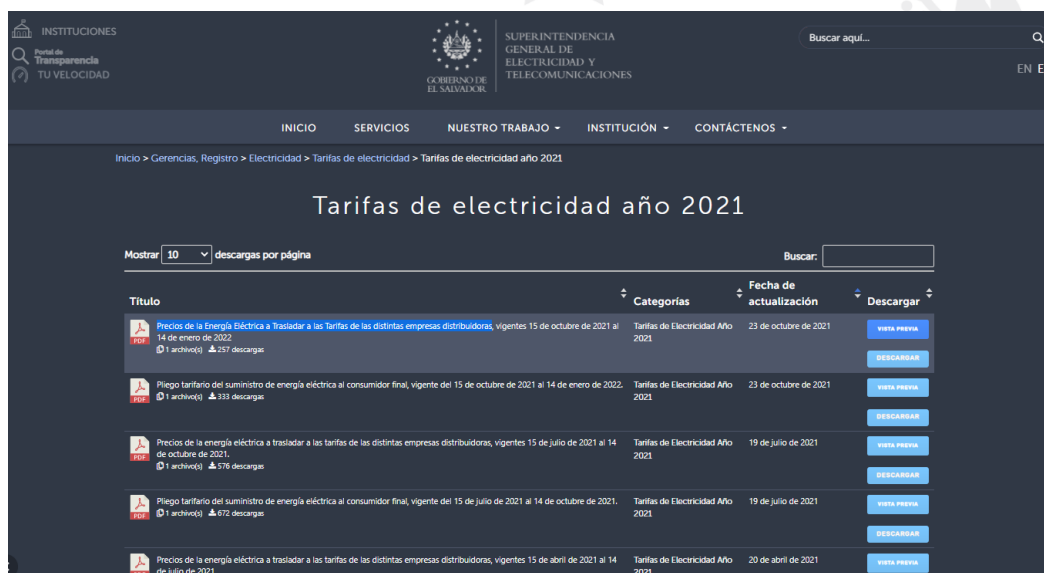 INSTITUCIONES
Portal de
Transparencia
TU VELOCIDAD
GOBIERNO DE
EL SALVADOR
SUPERINTENDENCIA
GENERAL DE
ELECTRICIDAD Y
TELECOMUNICACIONES
Buscar aquí...
EN E
INICIO SERVICIOS NUESTRO TRABAJO INSTITUCIÓN CONTÁCTENOS
Inicio > Gerencias, Registro > Electricidad > Tarifas de electricidad > Tarifas de electricidad año 2021
Tarifas de electricidad año 2021
Mostrar 10 descargas por página Buscar:
Título Categorías Fecha de actualización Descargar
Precios de la Energía Eléctrica a Trasladar a las Tarifas de las distintas empresas distribuidoras, vigentes 15 de octubre de 2021 al
14 de enero de 2022
1 archivo(s) 257 descargas
Tarifas de Electricidad Año
2021
23 de octubre de 2021
VISTA PREVIA
DESCARGAR
PDF
Pliego tarifario del suministro de energía eléctrica al consumidor final, vigente del 15 de octubre de 2021 al 14 de enero de 2022.
1 archivo(s) 333 descargas
Tarifas de Electricidad Año
2021
23 de octubre de 2021
VISTA PREVIA
DESCARGAR
PDF
Precios de la energía eléctrica a trasladar a las tarifas de las distintas empresas distribuidoras, vigentes 15 de julio de 2021 al 14
de octubre de 2021.
1 archivo(s) 576 descargas
Tarifas de Electricidad Año
2021
19 de julio de 2021
VISTA PREVIA
DESCARGAR
PDF
Pliego tarifario del suministro de energía eléctrica al consumidor final, vigente del 15 de julio de 2021 al 14 de octubre de 2021.
1 archivo(s) 672 descargas
Tarifas de Electricidad Año
2021
19 de julio de 2021
VISTA PREVIA
DESCARGAR
PDF
Precios de la energía eléctrica a trasladar a las tarifas de las distintas empresas distribuidoras, vigentes 15 de abril de 2021 al 14
de julio de 2021
Tarifas de Electricidad Año
2021
20 de abril de 2021
VISTA PREVIA
PDF